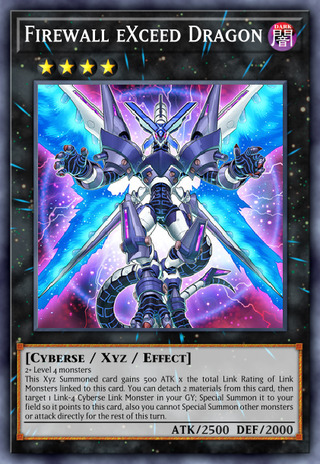 Firewall eXceed Dragon
DARK
闇
[Cyberse / Xyz / Effect]
2+ Level 4 monsters
This Xyz Summoned card gains 500 ATK x the total Link Rating of Link
Monsters linked to this card. You can detach 2 materials from this card, then
target 1 Link-4 Cyberse Link Monster in your GY; Special Summon it to your
field so it points to this card, also you cannot Special Summon other monsters
or attack directly for the rest of this turn.
ATK/2500 DEF/2000